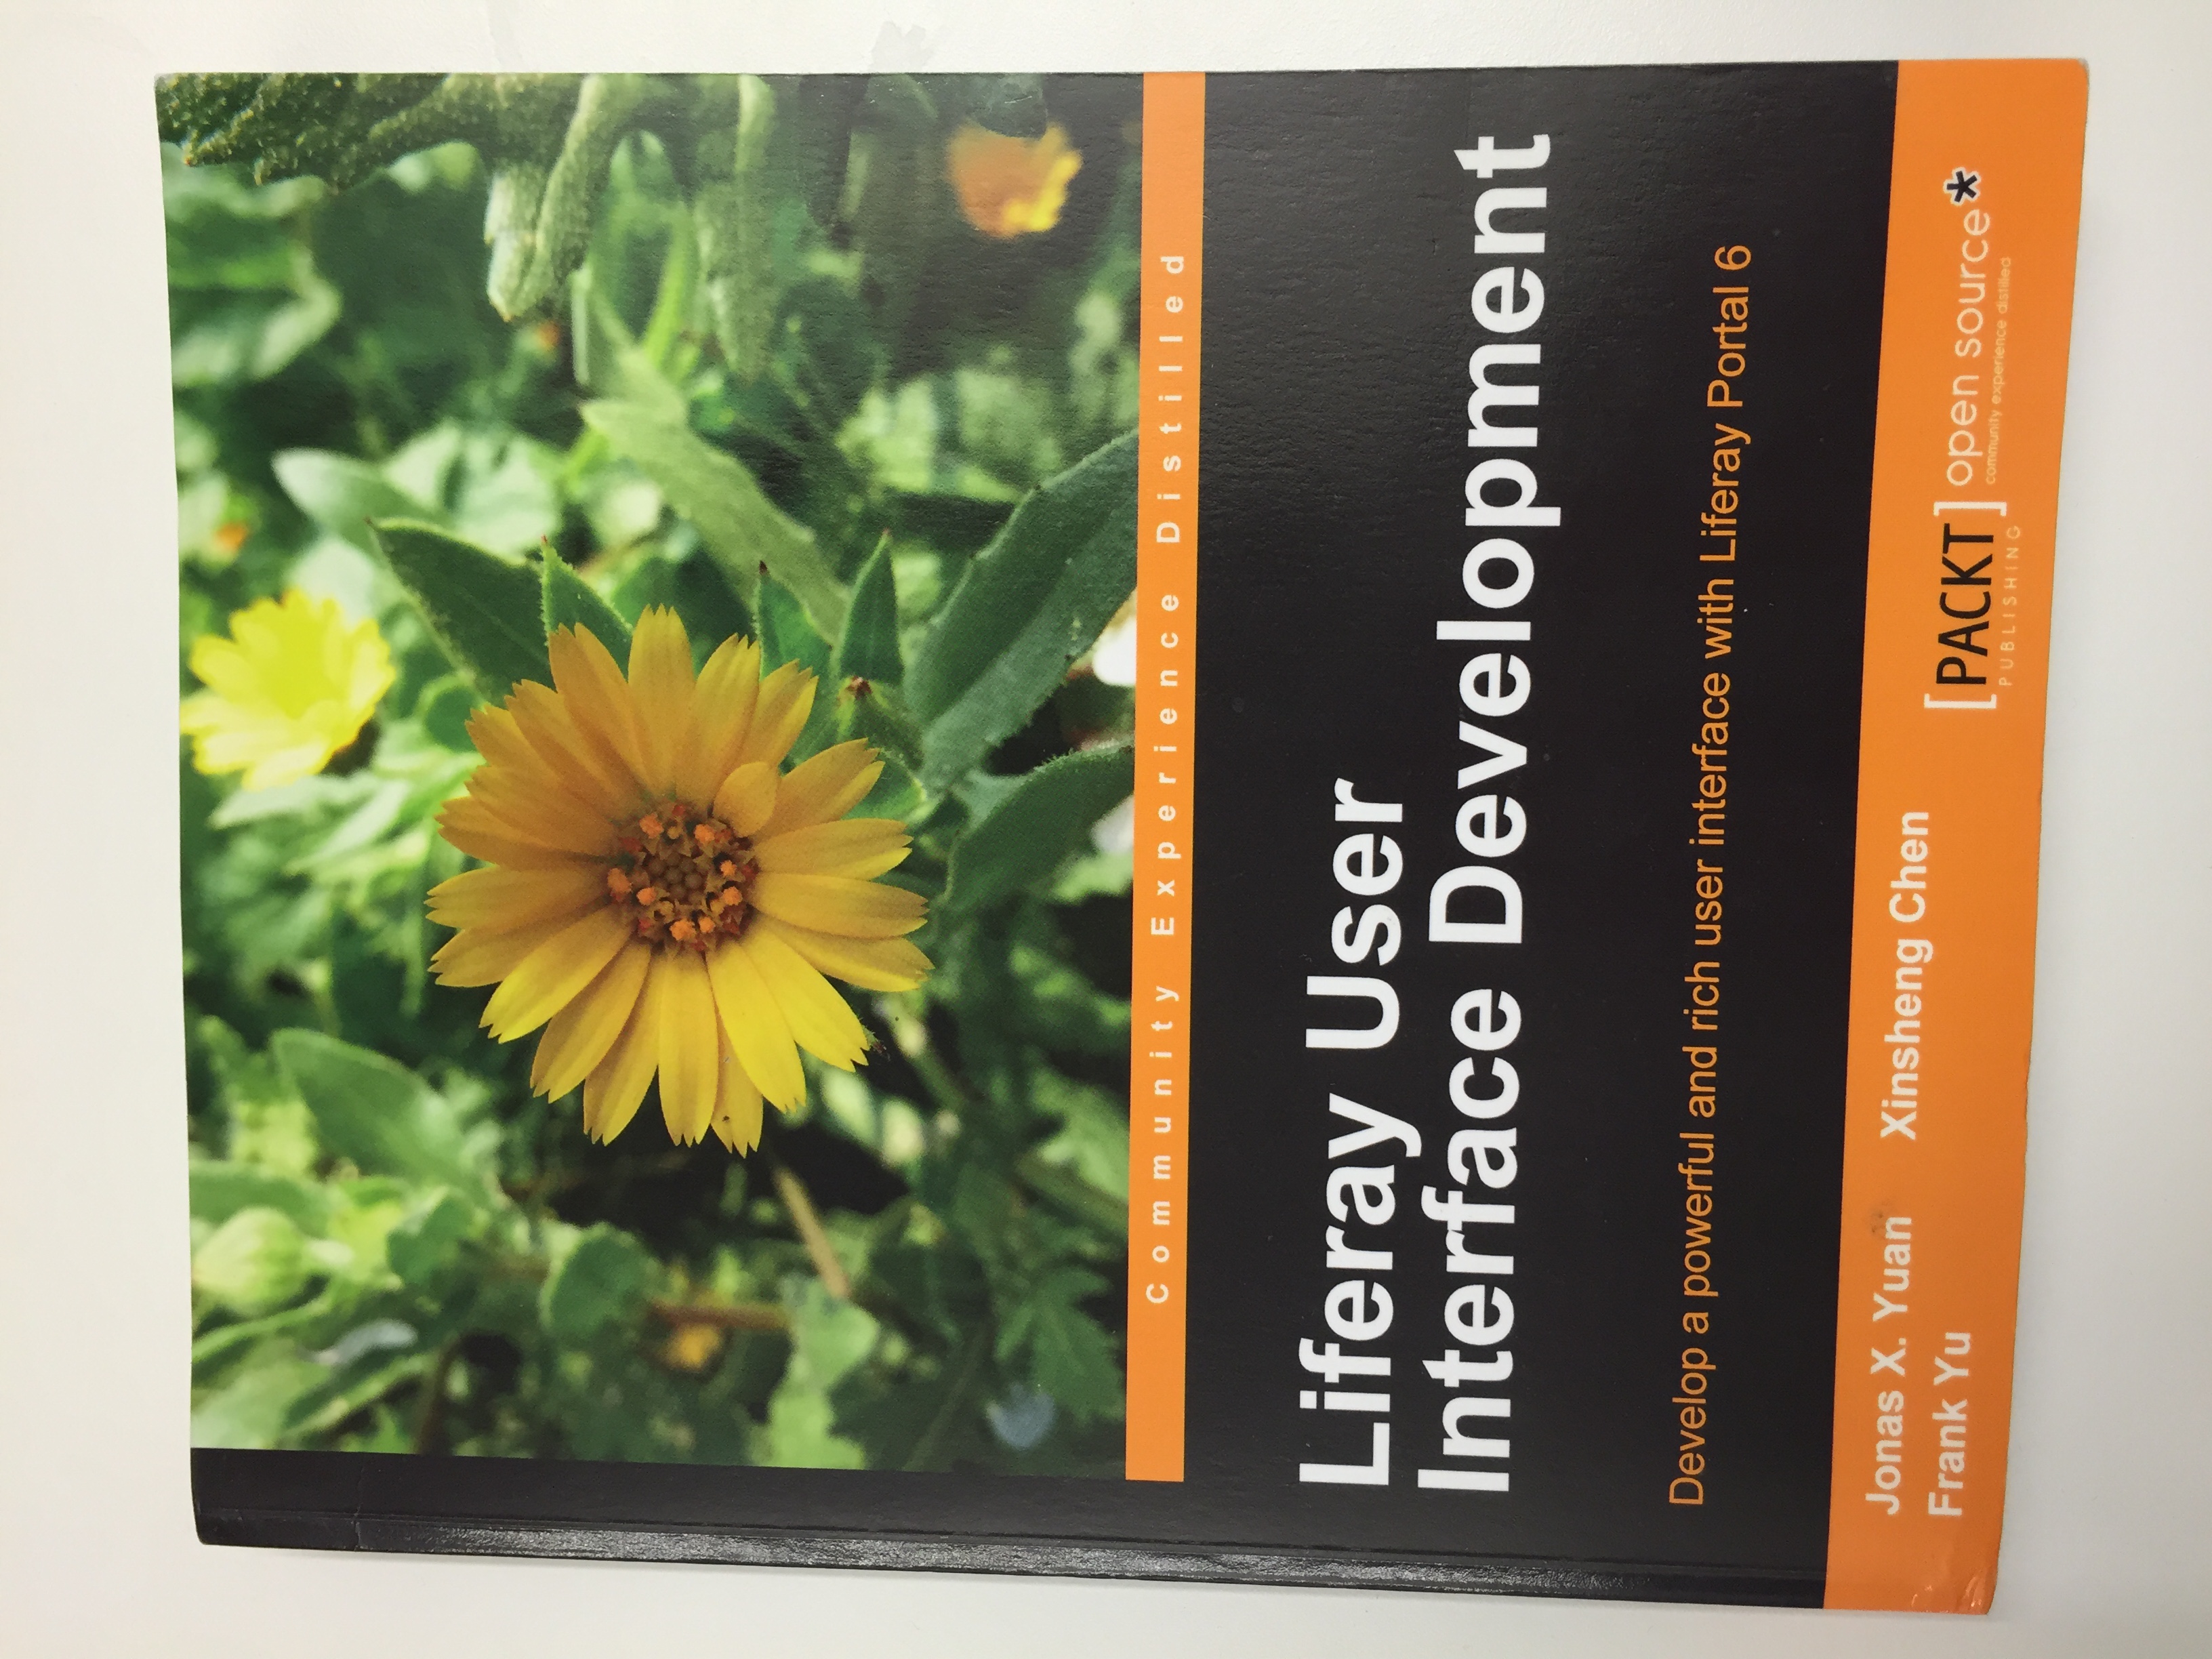 Community Experience Distilled
Liferay User
Interface Development
Develop a powerful and rich user interface with Liferay Portal 6
Jonas X. Yuan Xinsheng Chen
Frank Yu
[PACKT] open source*
PUBLISHING community experience distilled